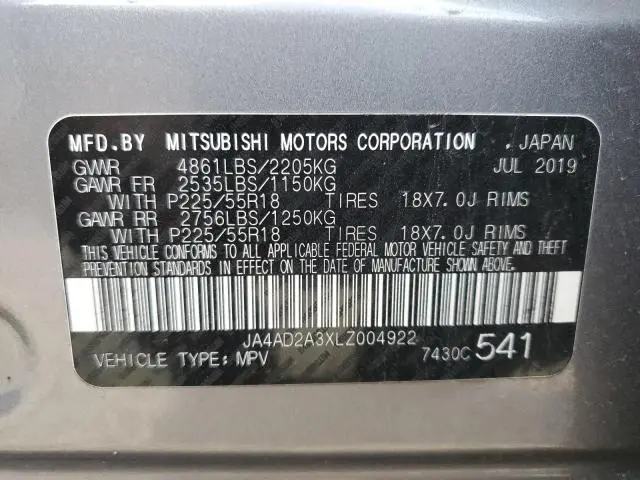 MFD.BY MITSUBISHI MOTORS CORPORATION . JAPAN
GVWR 4861LBS/2205KG JUL 2019
GAWR FR 2535LBS/1150KG
WITH P225/55R18 TIRES 18X7.0J RIMS
GAWR RR 2756LBS/1250KG
WITH P225/55R18 TIRES 18X7.0J RIMS
THIS VEHICLE CONFORMS TO ALL APPLICABLE FEDERAL MOTOR VEHICLE SAFETY AND THEFT
PREVENTION STANDARDS IN EFFECT ON THE DATE OF MANUFACTURE SHOWN ABOVE.
JA4AD2A3XLZ004922
VEHICLE TYPE: MPV 7430C 541